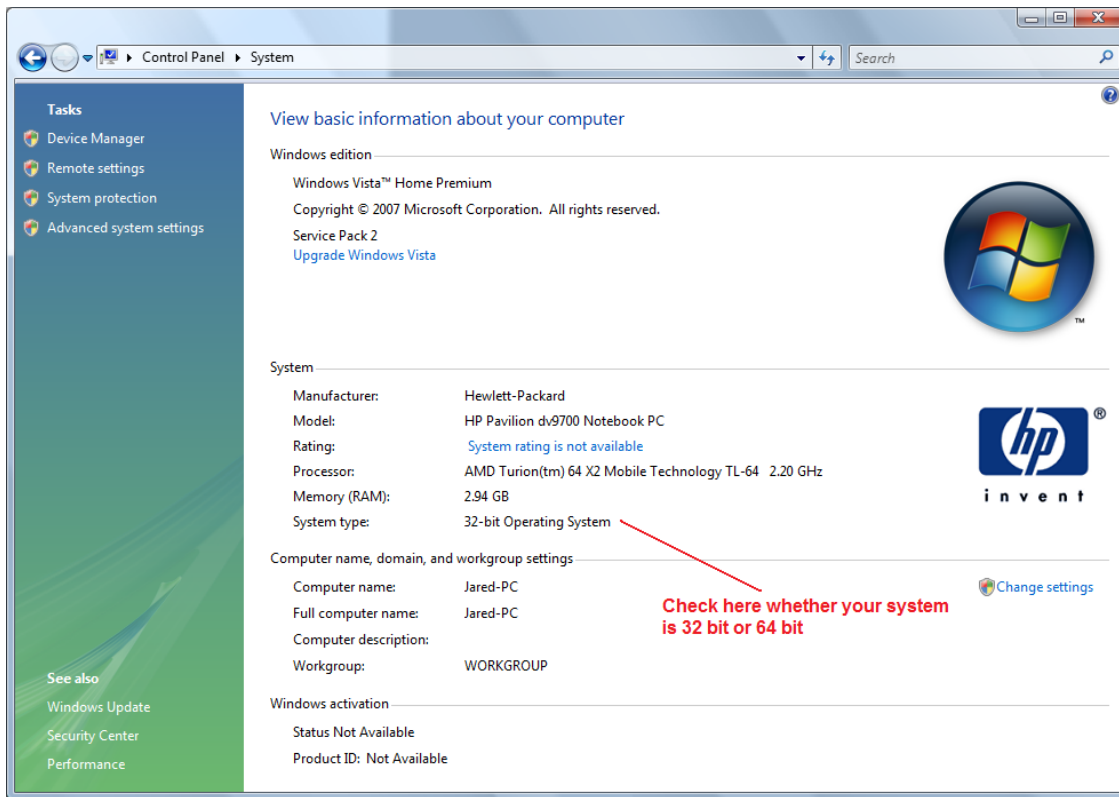 Control Panel System
Search
Tasks
Device Manager
Remote settings
System protection
Advanced system settings
View basic information about your computer
Windows edition
Windows Vista™ Home Premium
Copyright © 2007 Microsoft Corporation. All rights reserved.
Service Pack 2
Upgrade Windows Vista
TM
System
Manufacturer: Hewlett-Packard
Model: HP Pavilion dv9700 Notebook PC
Rating: System rating is not available
Processor: AMD Turion(tm) 64 X2 Mobile Technology TL-64 2.20 GHz
Memory (RAM): 2.94 GB
System type: 32-bit Operating System
hp®
invent
Computer name, domain, and workgroup settings
Computer name: Jared-PC
Change settings
Full computer name: Jared-PC
Computer description:
Workgroup: WORKGROUP
Check here whether your system
is 32 bit or 64 bit
Windows activation
Status Not Available
Product ID: Not Available
See also
Windows Update
Security Center
Performance